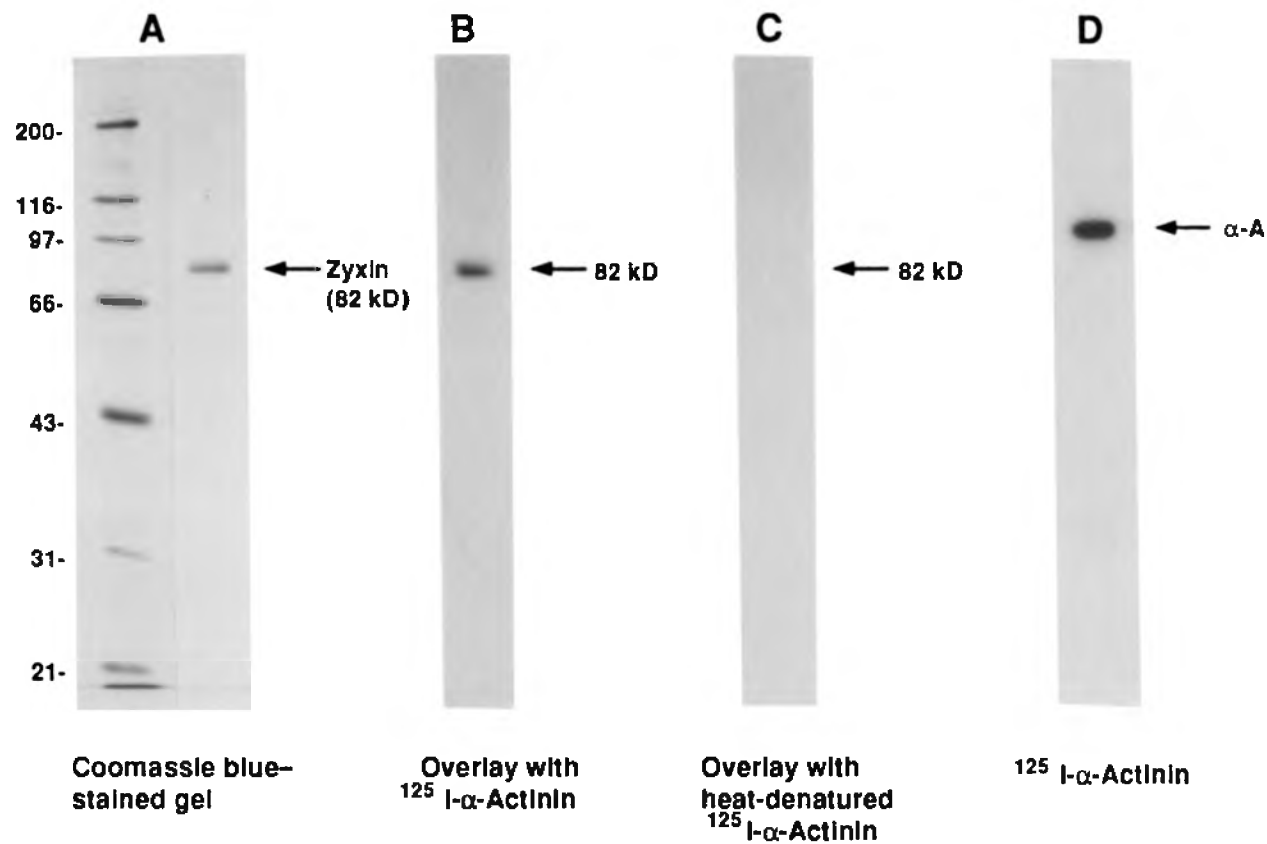 A
B
C
D
200-
116-
97-
66-
43-
31-
21-
Zyxin
(82 kD)
82 kD
82 kD
α-A
Coomassie blue–
stained gel
Overlay with
¹²⁵ I-α-Actinin
Overlay with
heat-denatured
¹²⁵ I-α-Actinin
¹²⁵ I-α-Actinin